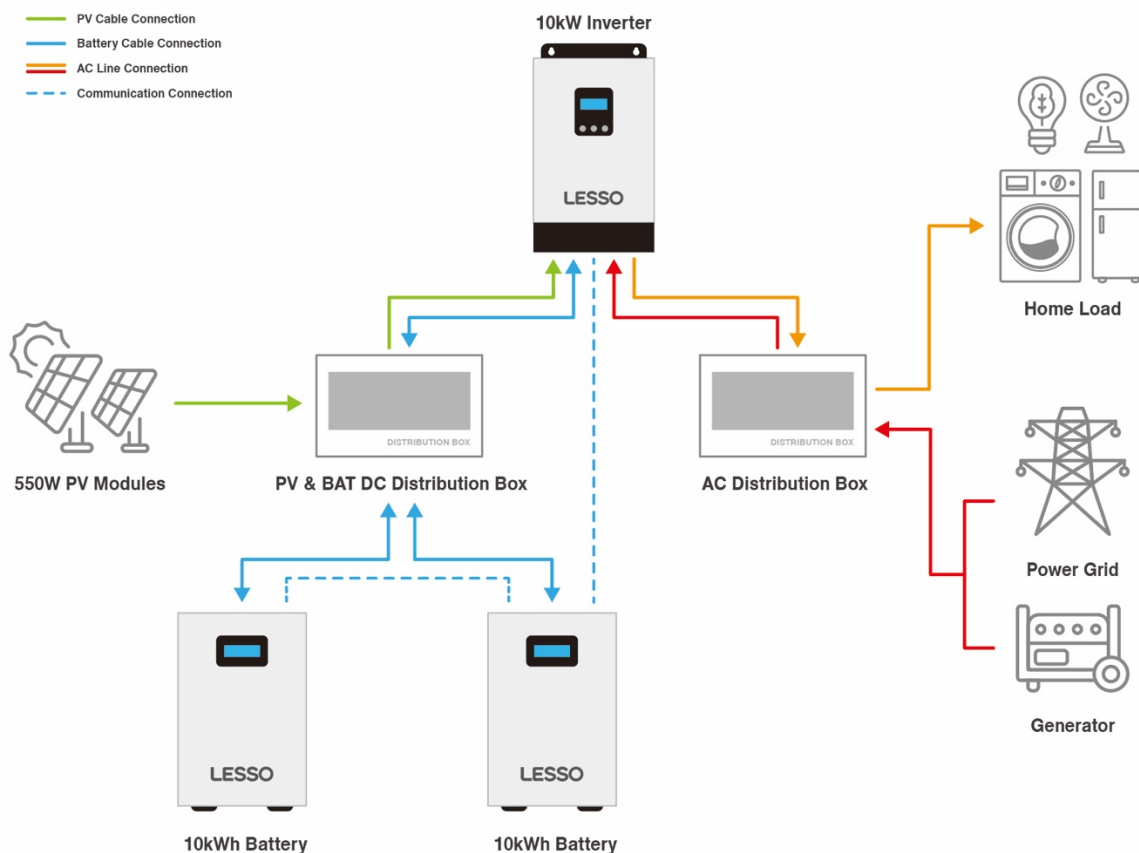 PV Cable Connection
Battery Cable Connection
AC Line Connection
Communication Connection
10kW Inverter
LESSO
Home Load
DISTRIBUTION BOX
DISTRIBUTION BOX
550W PV Modules
PV & BAT DC Distribution Box
AC Distribution Box
Power Grid
Generator
LESSO
LESSO
10kWh Battery
10kWh Battery